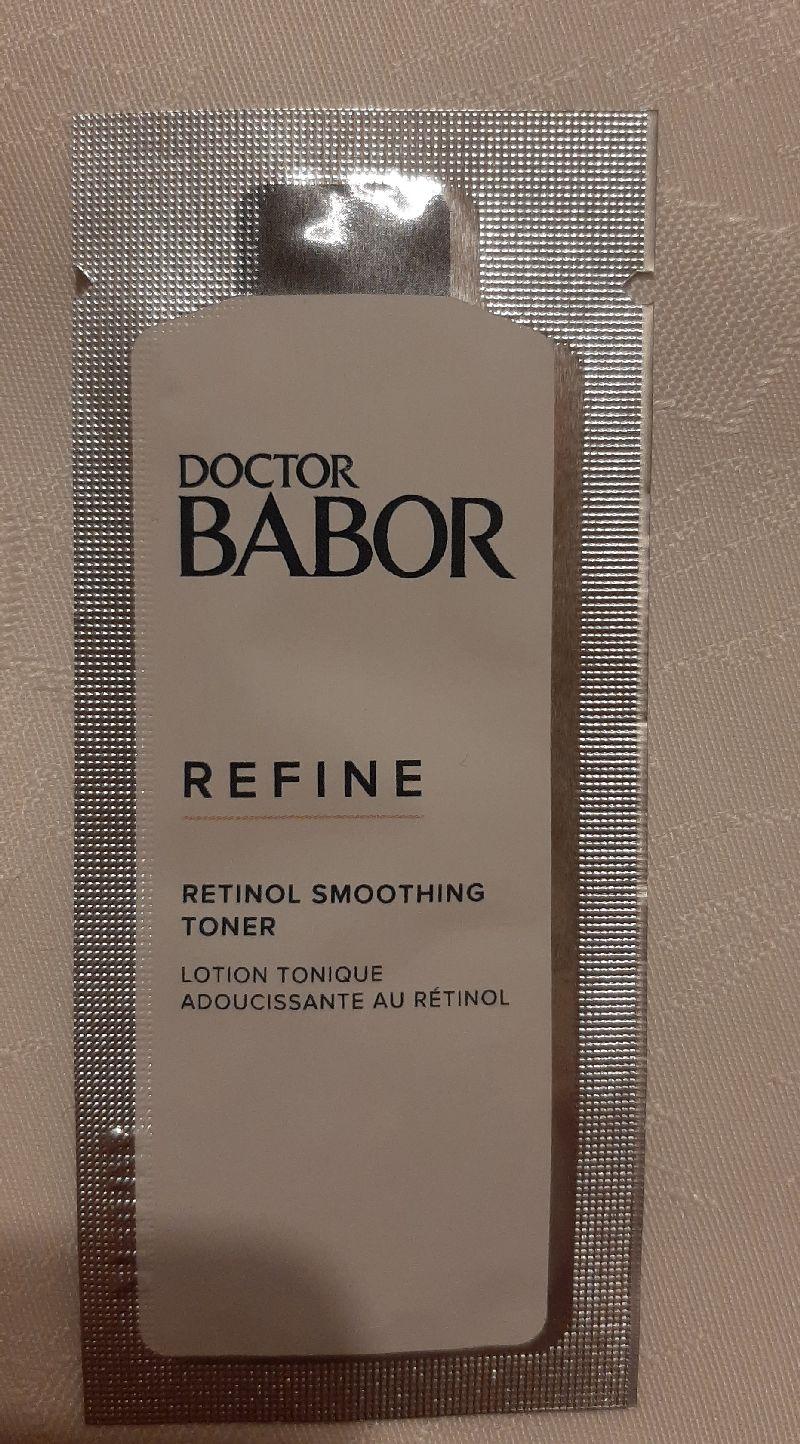 DOCTOR
BABOR
REFINE
RETINOL SMOOTHING
TONER
LOTION TONIQUE
ADOUCISSANTE AU RÉTINOL